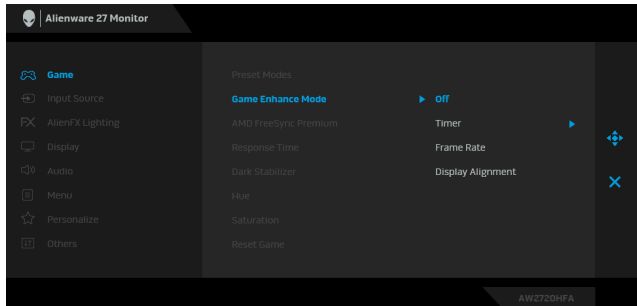 Alienware 27 Monitor
Game
Input Source
AlienFX Lighting
Display
Audio
Menu
Personalize
Others
Preset Modes
Game Enhance Mode
AMD FreeSync Premium
Response Time
Dark Stabilizer
Hue
Saturation
Reset Game
Off
Timer
Frame Rate
Display Alignment
AW2720HFA